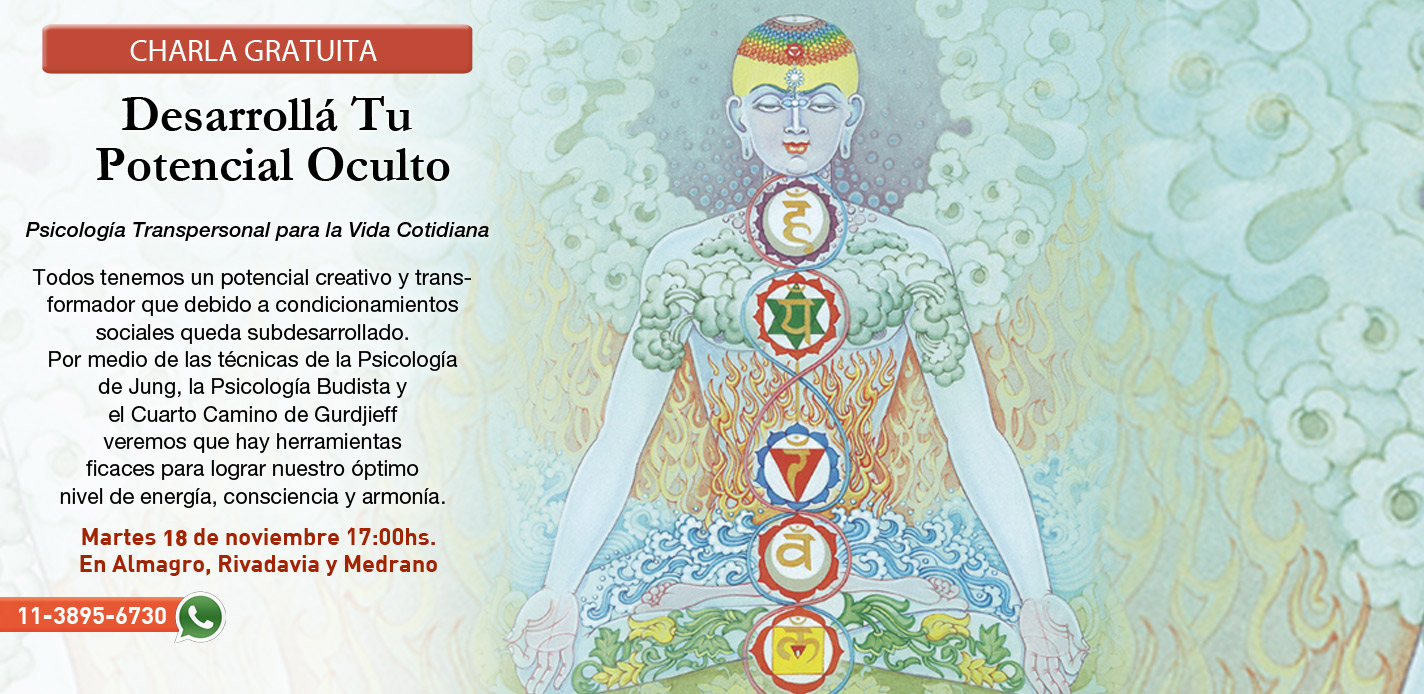 CHARLA GRATUITA
Desarrollá Tu
Potencial Oculto
Psicología Transpersonal para la Vida Cotidiana
Todos tenemos un potencial creativo y trans-
formador que debido a condicionamientos
sociales queda subdesarrollado.
Por medio de las técnicas de la Psicología
de Jung, la Psicología Budista y
el Cuarto Camino de Gurdjieff
veremos que hay herramientas
ficaces para lograr nuestro óptimo
nivel de energía, consciencia y armonía.
Martes 18 de noviembre 17:00hs.
En Almagro, Rivadavia y Medrano
11-3895-6730
हं
यं
रं
वं